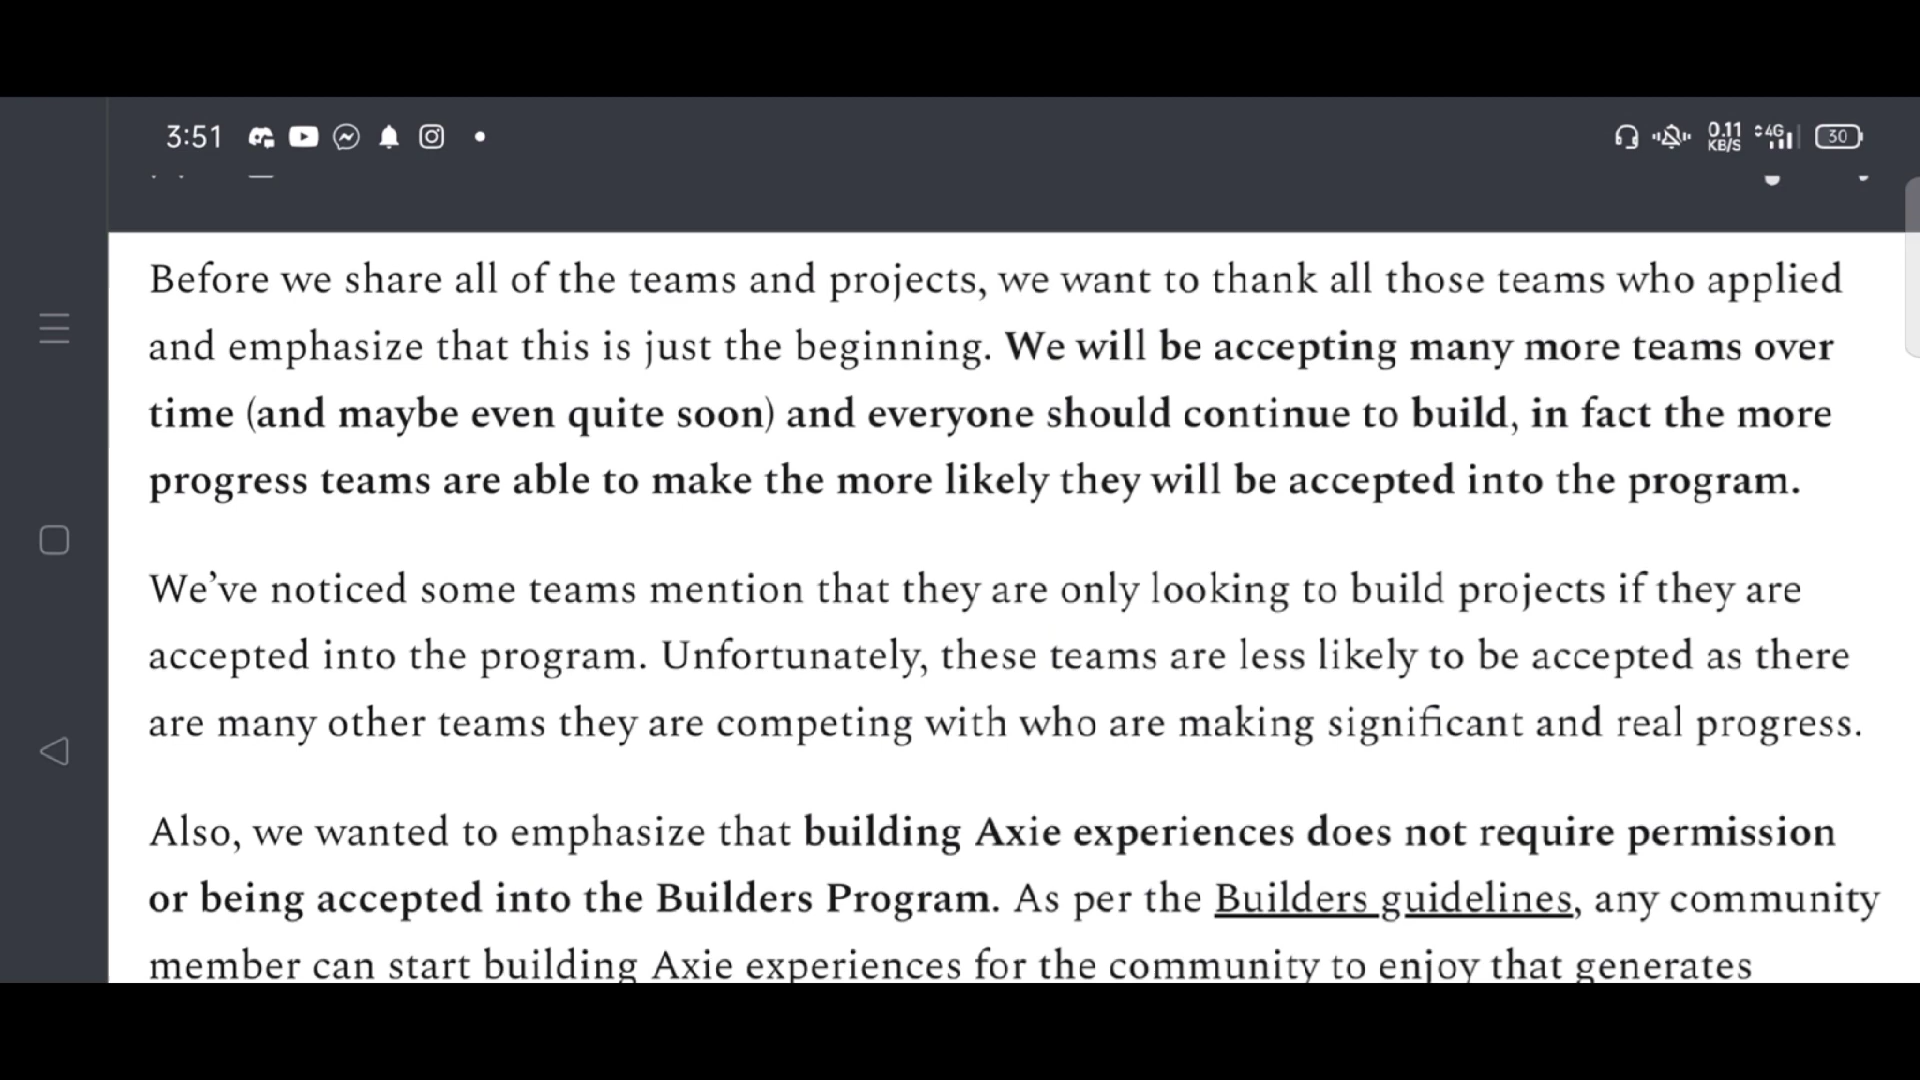 3:51
0.11
KB/S
4G
30
Before we share all of the teams and projects, we want to thank all those teams who applied
and emphasize that this is just the beginning. We will be accepting many more teams over
time (and maybe even quite soon) and everyone should continue to build, in fact the more
progress teams are able to make the more likely they will be accepted into the program.
We’ve noticed some teams mention that they are only looking to build projects if they are
accepted into the program. Unfortunately, these teams are less likely to be accepted as there
are many other teams they are competing with who are making significant and real progress.
Also, we wanted to emphasize that building Axie experiences does not require permission
or being accepted into the Builders Program. As per the Builders guidelines, any community
member can start building Axie experiences for the community to enjoy that generates